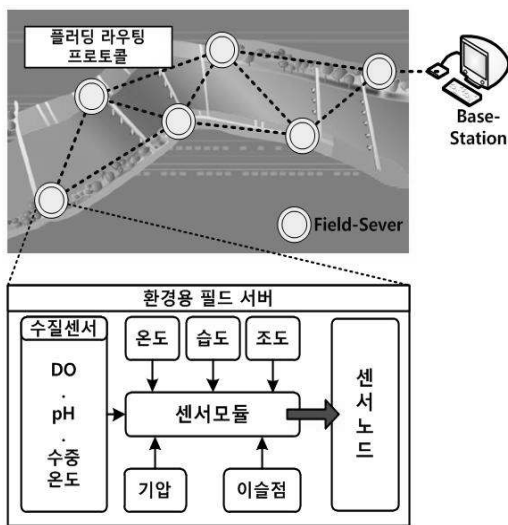 플러딩 라우팅
프로토콜
Base-
Station
Field-Sever
환경용 필드 서버
수질센서
DO
.
pH
.
수중
온도
온도
습도
조도
센서모듈
기압
이슬점
센
서
노
드